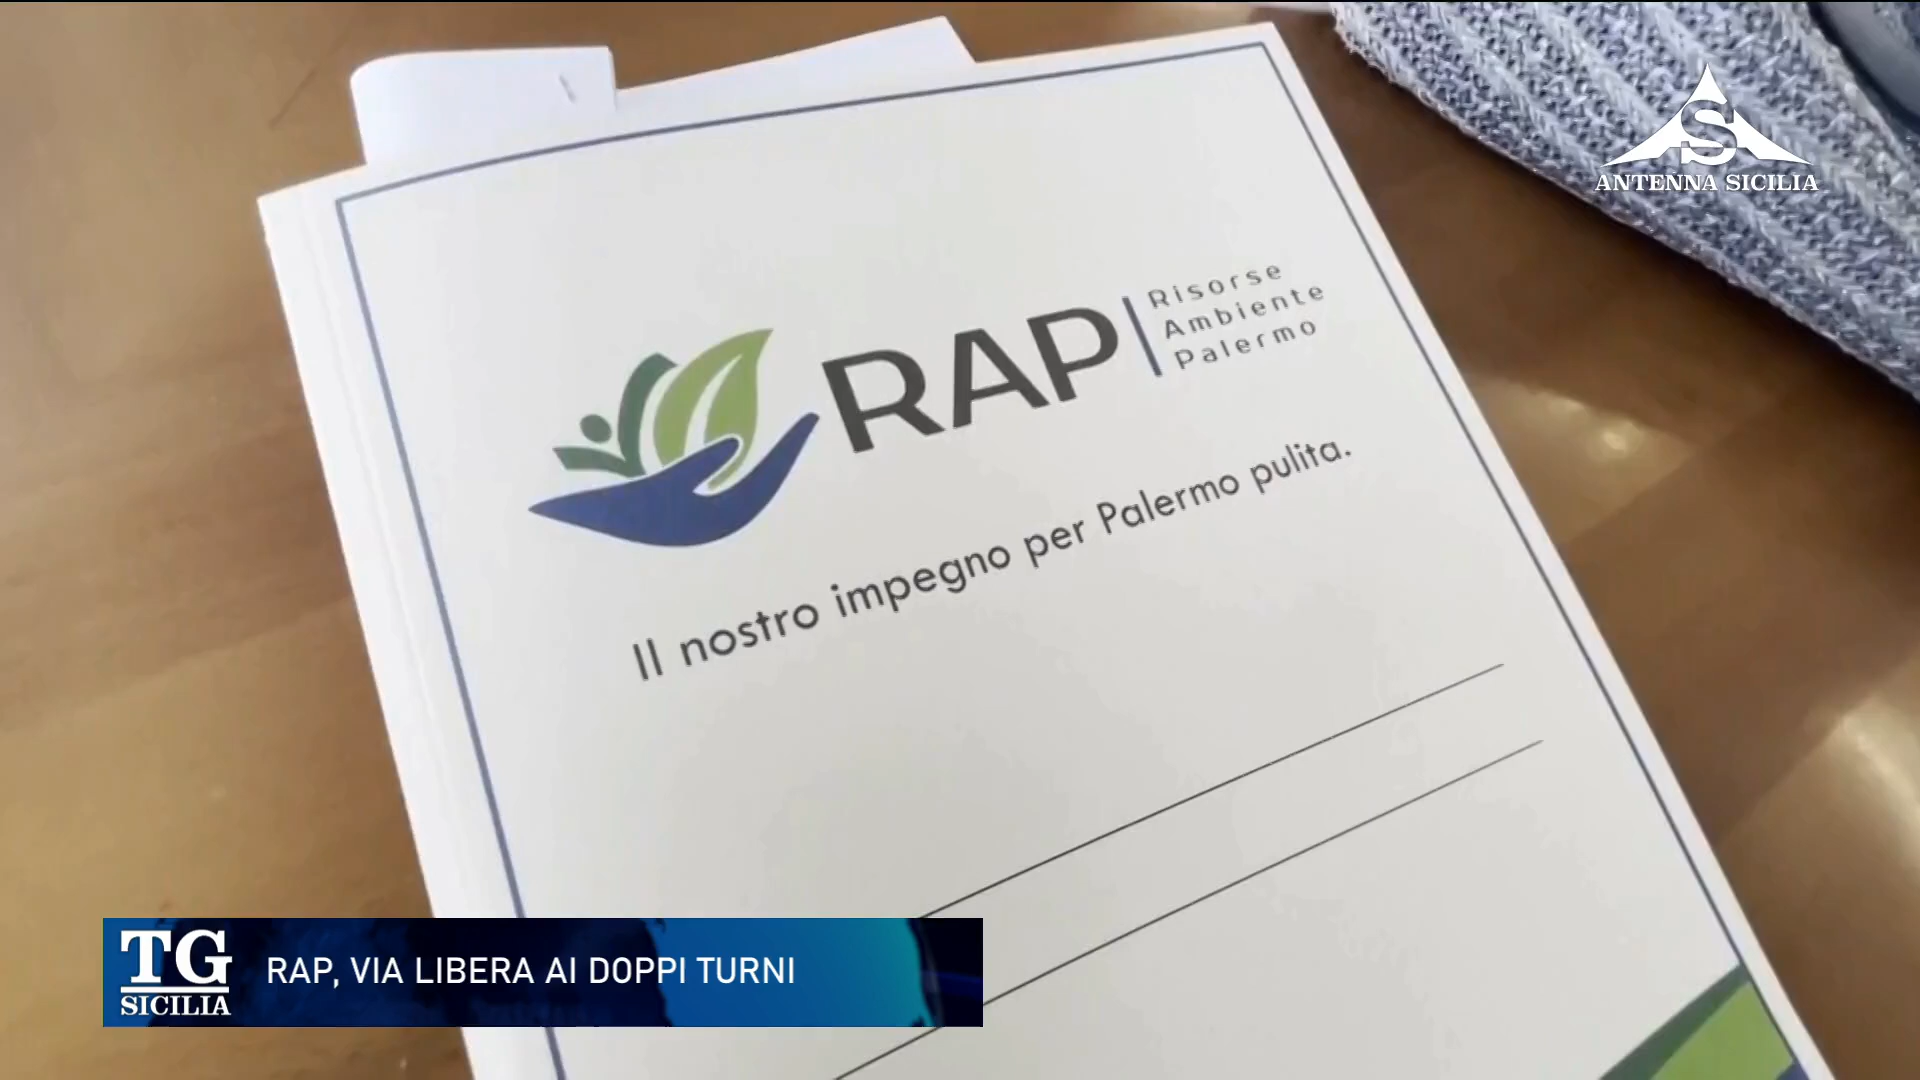 S
ANTENNA SICILIA
RAP
Risorse
Ambiente
Palermo
Il nostro impegno per Palermo pulita.
TG
SICILIA
RAP, VIA LIBERA AI DOPPI TURNI